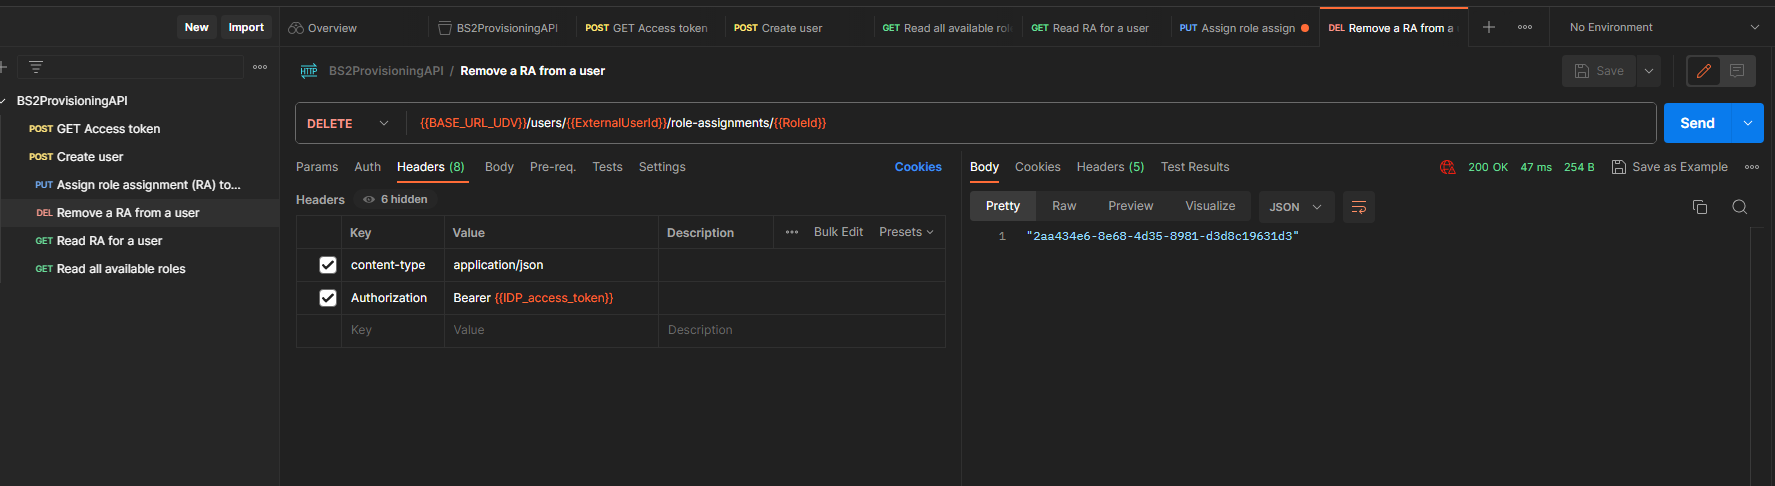 New Import
Overview BS2ProvisioningAPI POST GET Access token POST Create user GET Read all available rol GET Read RA for a user PUT Assign role assign DEL Remove a RA from a No Environment
BS2ProvisioningAPI / Remove a RA from a user Save
BS2ProvisioningAPI
POST GET Access token
POST Create user
PUT Assign role assignment (RA) to...
DEL Remove a RA from a user
GET Read RA for a user
GET Read all available roles
DELETE {{BASE_URL_UDV}}/users/{{ExternalUserId}}/role-assignments/{{RoleId}} Send
Params Auth Headers (8) Body Pre-req. Tests Settings Cookies
Headers 6 hidden
Key Value Description Bulk Edit Presets
content-type application/json
Authorization Bearer {{IDP_access_token}}
Key Value Description
Body Cookies Headers (5) Test Results 200 OK 47 ms 254 B Save as Example
Pretty Raw Preview Visualize JSON
1 "2aa434e6-8e68-4d35-8981-d3d8c19631d3"